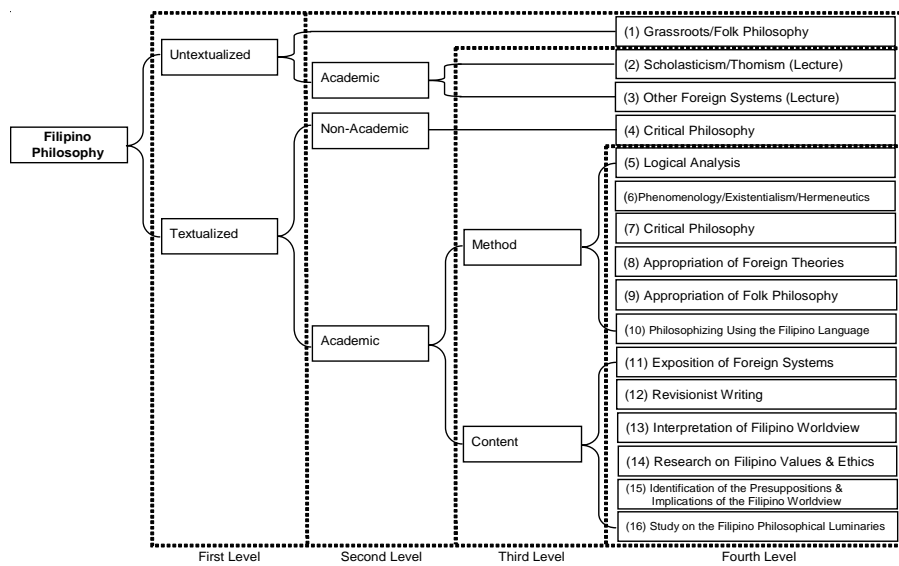 Filipino
Philosophy
Untextualized
Textualized
Academic
Non-Academic
Academic
Method
Content
(1) Grassroots/Folk Philosophy
(2) Scholasticism/Thomism (Lecture)
(3) Other Foreign Systems (Lecture)
(4) Critical Philosophy
(5) Logical Analysis
(6)Phenomenology/Existentialism/Hermeneutics
(7) Critical Philosophy
(8) Appropriation of Foreign Theories
(9) Appropriation of Folk Philosophy
(10) Philosophizing Using the Filipino Language
(11) Exposition of Foreign Systems
(12) Revisionist Writing
(13) Interpretation of Filipino Worldview
(14) Research on Filipino Values & Ethics
(15) Identification of the Presuppositions &
Implications of the Filipino Worldview
(16) Study on the Filipino Philosophical Luminaries
First Level
Second Level
Third Level
Fourth Level